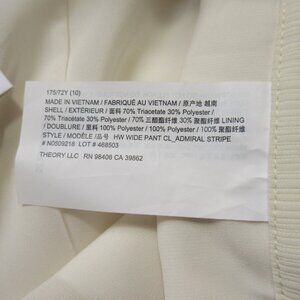 175/72Y (10)
MADE IN VIETNAM / FABRIQUÉ AU VIETNAM / 原产地 越南
SHELL / EXTÉRIEUR / 面料 70% Triacetate 30% Polyester /
70% Triacétate 30% Polyester / 70% 三醋酯纤维 30% 聚酯纤维 LINING
/ DOUBLURE / 里料 100% Polyester / 100% Polyester / 100% 聚酯纤维
STYLE / MODÈLE /品号 HW WIDE PANT CL_ADMIRAL STRIPE
# N0509218 LOT # 468503
THEORY LLC RN 98408 CA 39862